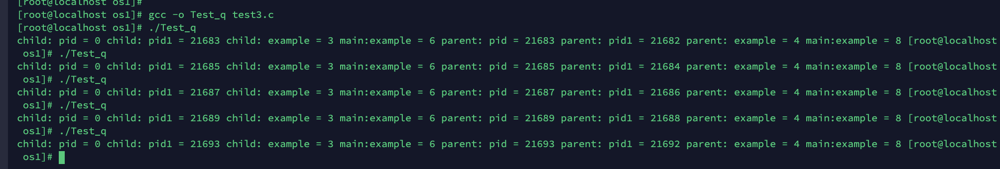 [root@localhost os1]#
[root@localhost os1]# gcc -o Test_q test3.c
[root@localhost os1]# ./Test_q
child: pid = 0 child: pid1 = 21683 child: example = 3 main:example = 6 parent: pid = 21683 parent: pid1 = 21682 parent: example = 4 main:example = 8 [root@localhost
os1]# ./Test_q
child: pid = 0 child: pid1 = 21685 child: example = 3 main:example = 6 parent: pid = 21685 parent: pid1 = 21684 parent: example = 4 main:example = 8 [root@localhost
os1]# ./Test_q
child: pid = 0 child: pid1 = 21687 child: example = 3 main:example = 6 parent: pid = 21687 parent: pid1 = 21686 parent: example = 4 main:example = 8 [root@localhost
os1]# ./Test_q
child: pid = 0 child: pid1 = 21689 child: example = 3 main:example = 6 parent: pid = 21689 parent: pid1 = 21688 parent: example = 4 main:example = 8 [root@localhost
os1]# ./Test_q
child: pid = 0 child: pid1 = 21693 child: example = 3 main:example = 6 parent: pid = 21693 parent: pid1 = 21692 parent: example = 4 main:example = 8 [root@localhost
os1]#